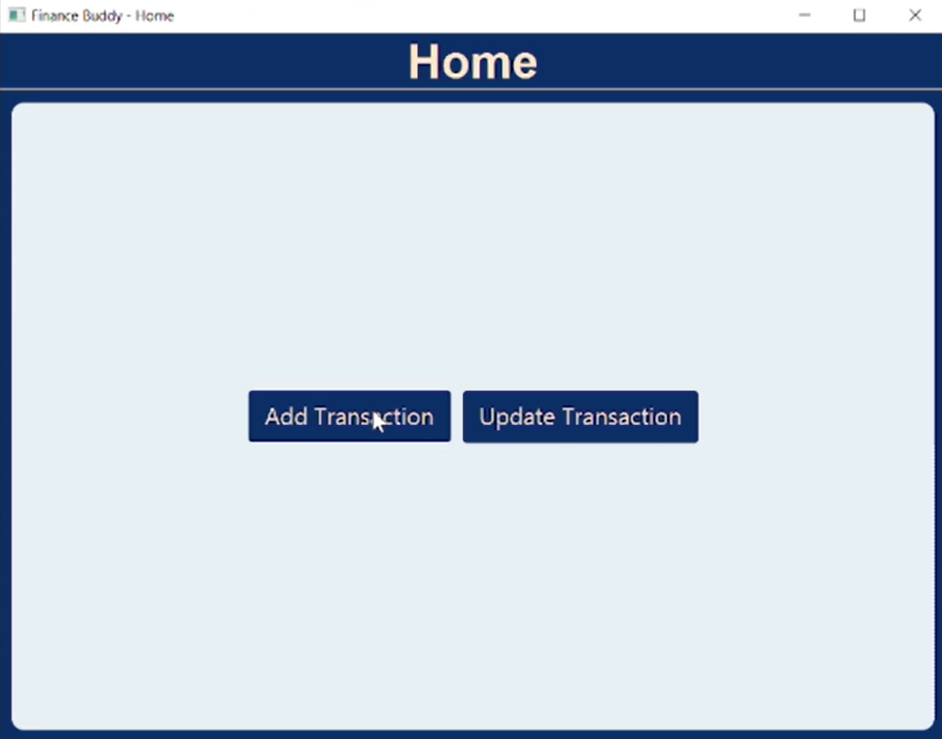 Finance Buddy - Home
Home
Add Transaction
Update Transaction